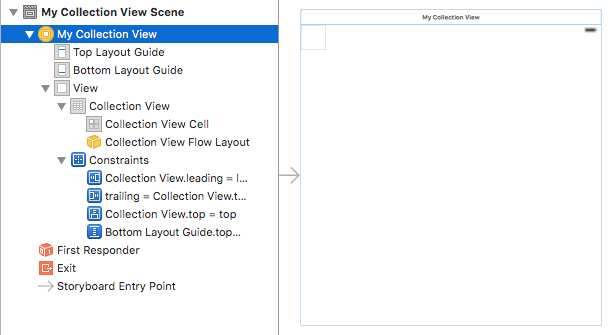 My Collection View Scene
My Collection View
Top Layout Guide
Bottom Layout Guide
View
Collection View
Collection View Cell
Collection View Flow Layout
Constraints
Collection View.leading = l...
trailing = Collection View.t...
Collection View.top = top
Bottom Layout Guide.top...
First Responder
Exit
Storyboard Entry Point
My Collection View